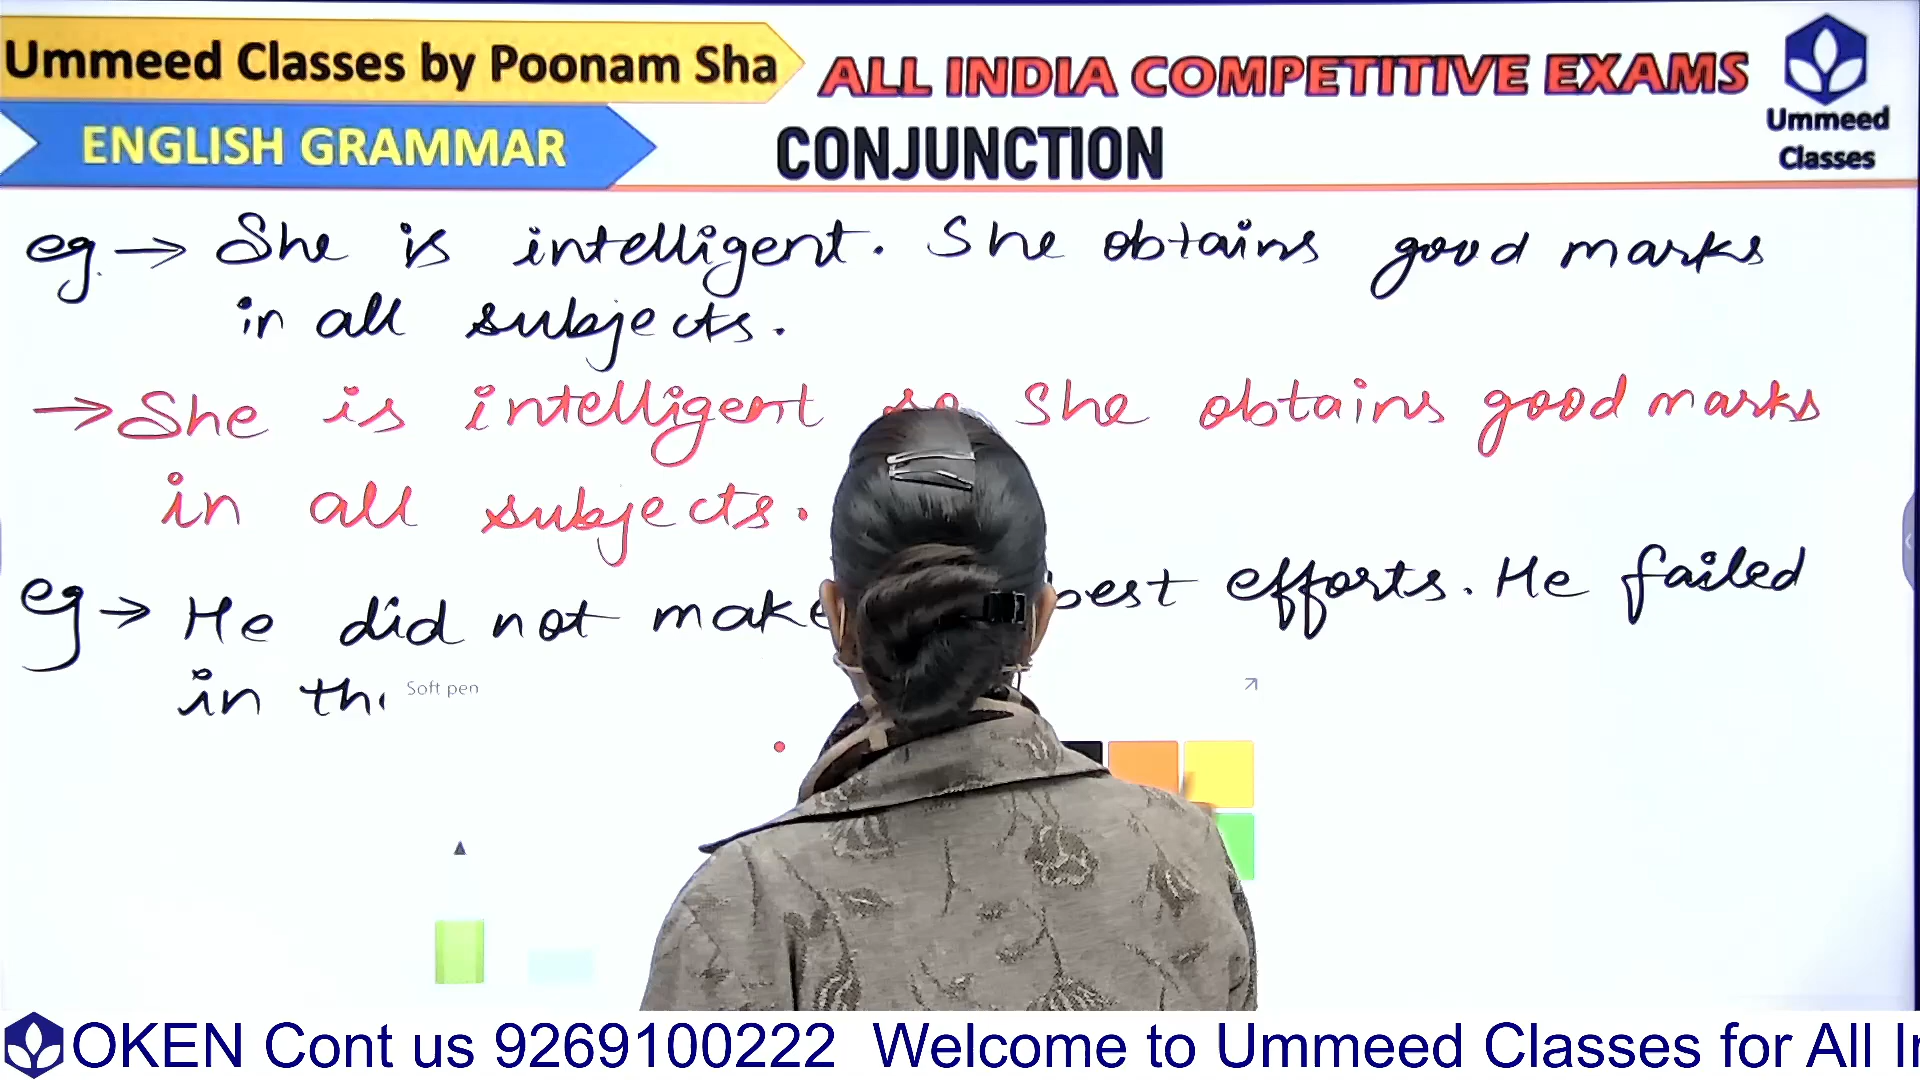 Ummeed Classes by Poonam Sha
ALL INDIA COMPETITIVE EXAMS
Ummeed
Classes
ENGLISH GRAMMAR
CONJUNCTION
eg. → She is intelligent. She obtains good marks
in all subjects.
→ She is intelligent so She obtains good marks
in all subjects.
eg → He did not make best efforts. He failed
in
Soft pen
OKEN Cont us 9269100222 Welcome to Ummeed Classes for All